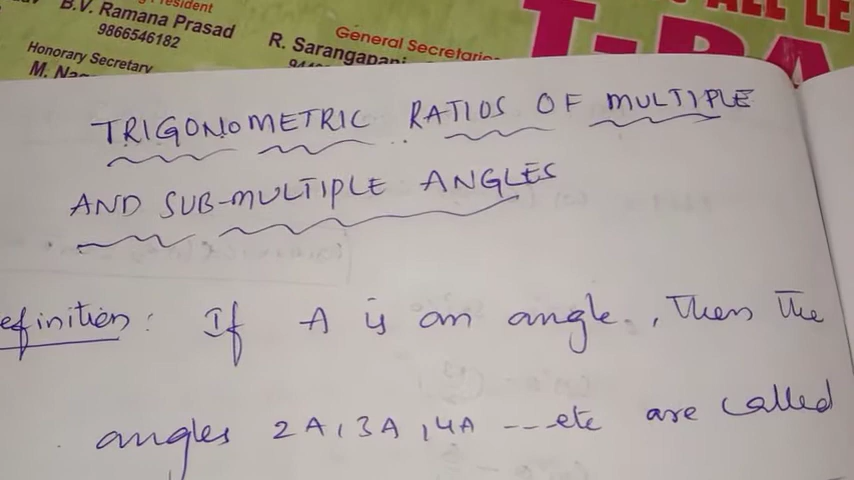 B.V. Ramana Prasad
9866546182
Honorary Secretary
General Secretaries
R. Sarangapani
TRIGONOMETRIC RATIOS OF MULTIPLE
AND SUB-MULTIPLE ANGLES
efinition: If A is an angle., Then the
angles 2A, 3A, 4A ---etc are called